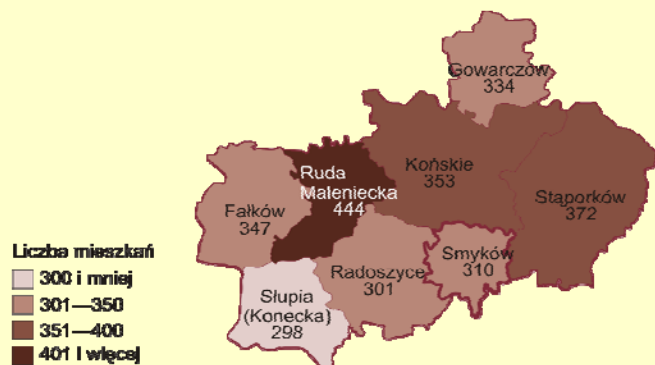 Gowarczów
334
Końskie
353
Ruda
Maleniecka
444
Stąporków
372
Fałków
347
Smyków
310
Radoszyce
301
Słupia
(Konecka)
298
Liczba mieszkań
300 i mniej
301—350
351—400
401 i więcej